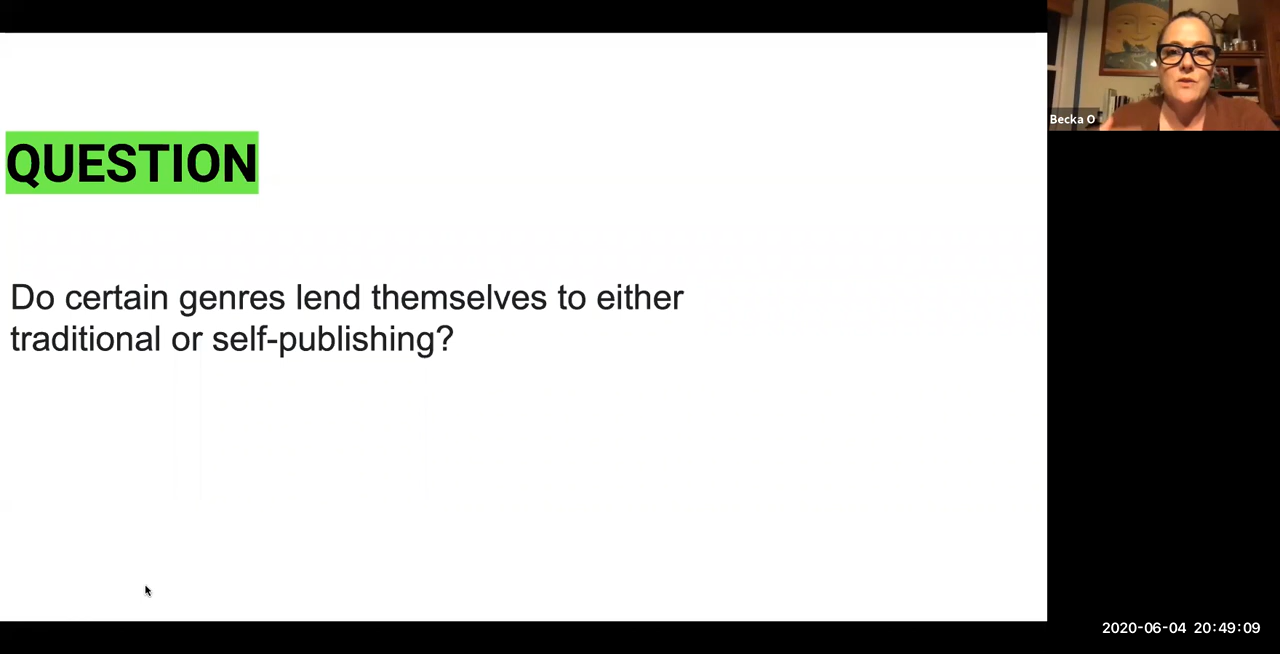 QUESTION
Do certain genres lend themselves to either
traditional or self-publishing?
Becka O
2020-06-04 20:49:09